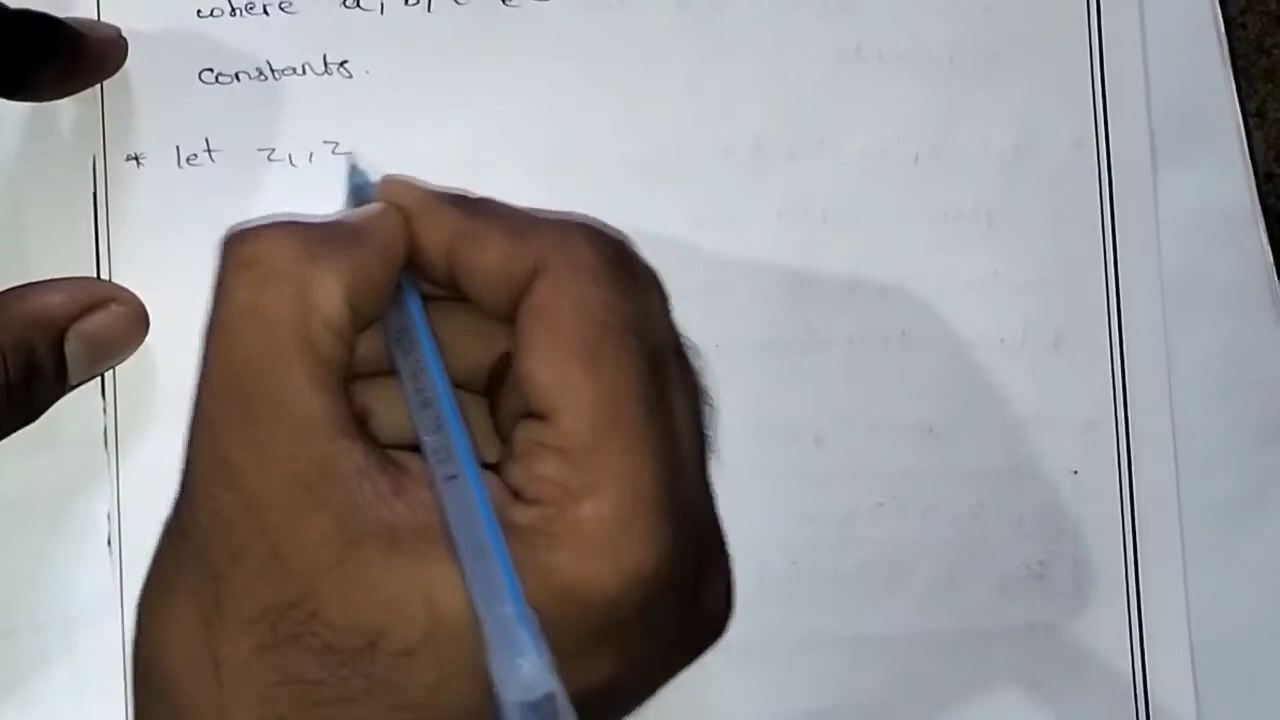 where a, b, c
constants.
* let z₁, z